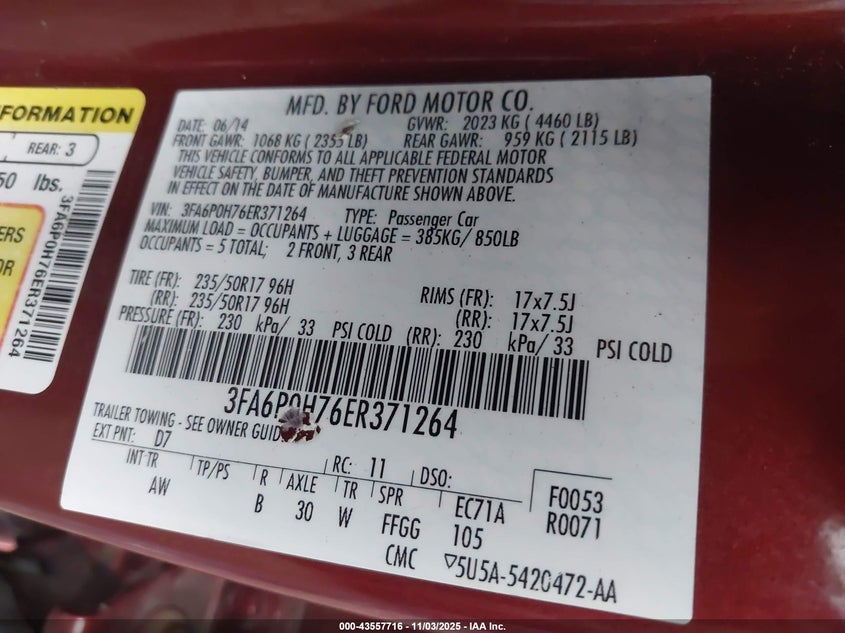 NFORMATION
REAR: 3
50 lbs.
ERS
OR
3FA6P0H76ER371264
MFD. BY FORD MOTOR CO.
DATE: 06/14 GVWR: 2023 KG ( 4460 LB)
FRONT GAWR: 1068 KG ( 2355 LB) REAR GAWR: 959 KG ( 2115 LB)
THIS VEHICLE CONFORMS TO ALL APPLICABLE FEDERAL MOTOR
VEHICLE SAFETY, BUMPER, AND THEFT PREVENTION STANDARDS
IN EFFECT ON THE DATE OF MANUFACTURE SHOWN ABOVE.
VIN: 3FA6P0H76ER371264 TYPE: Passenger Car
MAXIMUM LOAD = OCCUPANTS + LUGGAGE = 385KG/ 850LB
OCCUPANTS = 5 TOTAL; 2 FRONT, 3 REAR
TIRE (FR): 235/50R17 96H RIMS (FR): 17x7.5J
(RR): 235/50R17 96H (RR): 17x7.5J
PRESSURE (FR): 230 kPa/ 33 PSI COLD (RR): 230 kPa/ 33 PSI COLD
3FA6P0H76ER371264
TRAILER TOWING - SEE OWNER GUID
EXT PNT: D7 RC: 11 DSO: F0053
INT TR TP/PS R AXLE TR SPR EC71A R0071
AW B 30 W FFGG 105
CMC 5U5A-5420472-AA
000-43557716 - 11/03/2025 - IAA Inc.